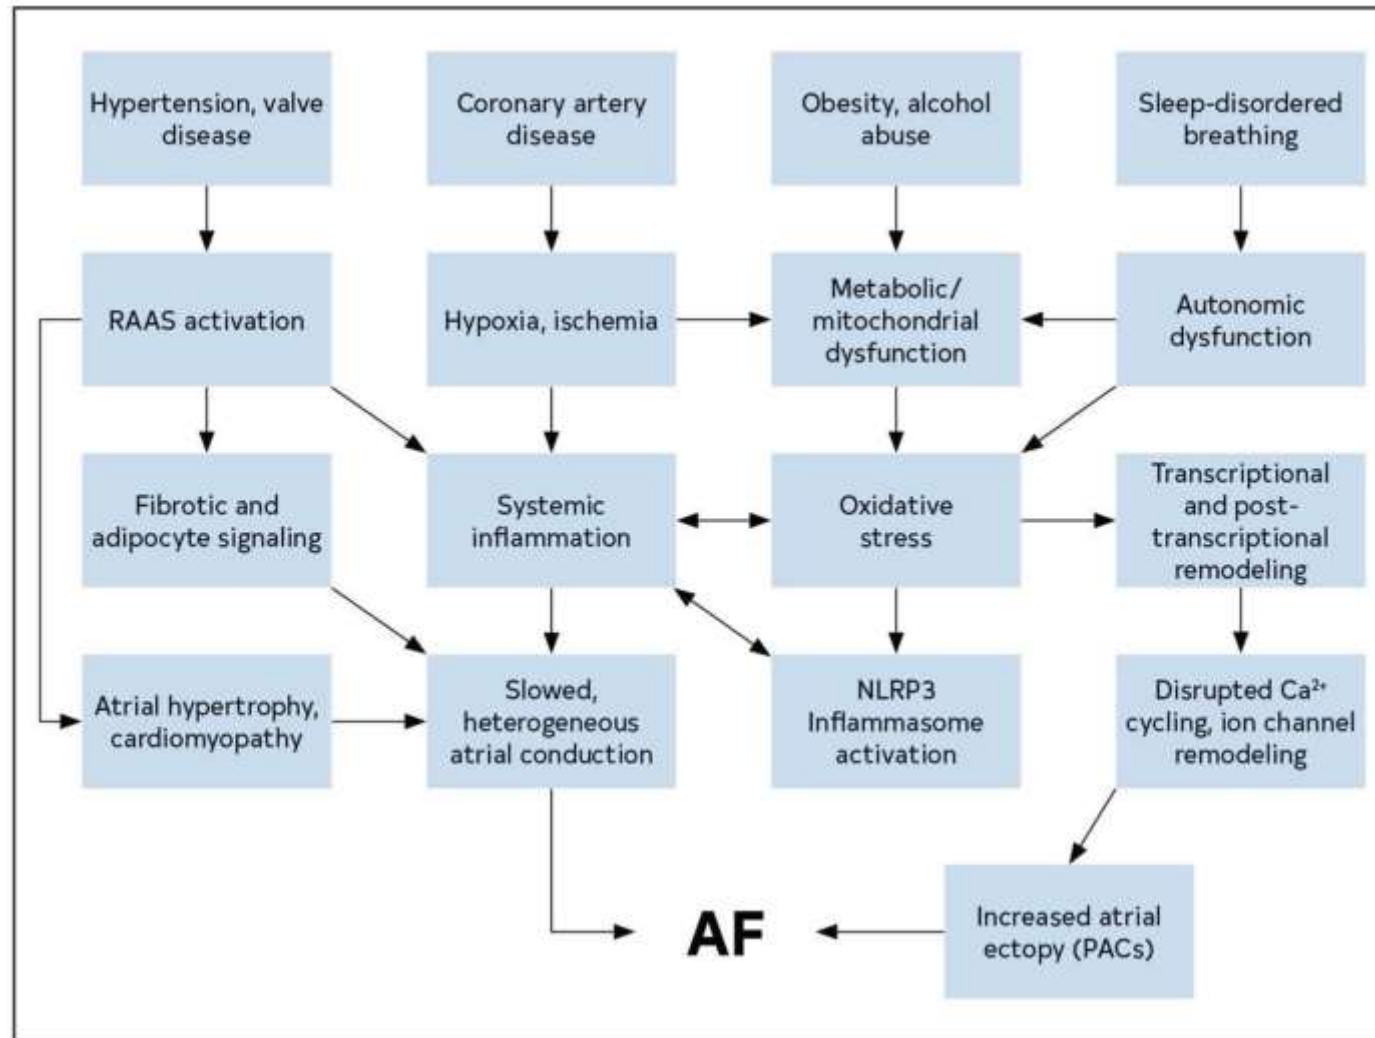 Hypertension, valve
disease
Coronary artery
disease
Obesity, alcohol
abuse
Sleep-disordered
breathing
RAAS activation
Hypoxia, ischemia
Metabolic/
mitochondrial
dysfunction
Autonomic
dysfunction
Fibrotic and
adipocyte signaling
Systemic
inflammation
Oxidative
stress
Transcriptional
and post-
transcriptional
remodeling
Atrial hypertrophy,
cardiomyopathy
Slowed,
heterogeneous
atrial conduction
NLRP3
Inflammasome
activation
Disrupted Ca²⁺
cycling, ion channel
remodeling
AF
Increased atrial
ectopy (PACs)